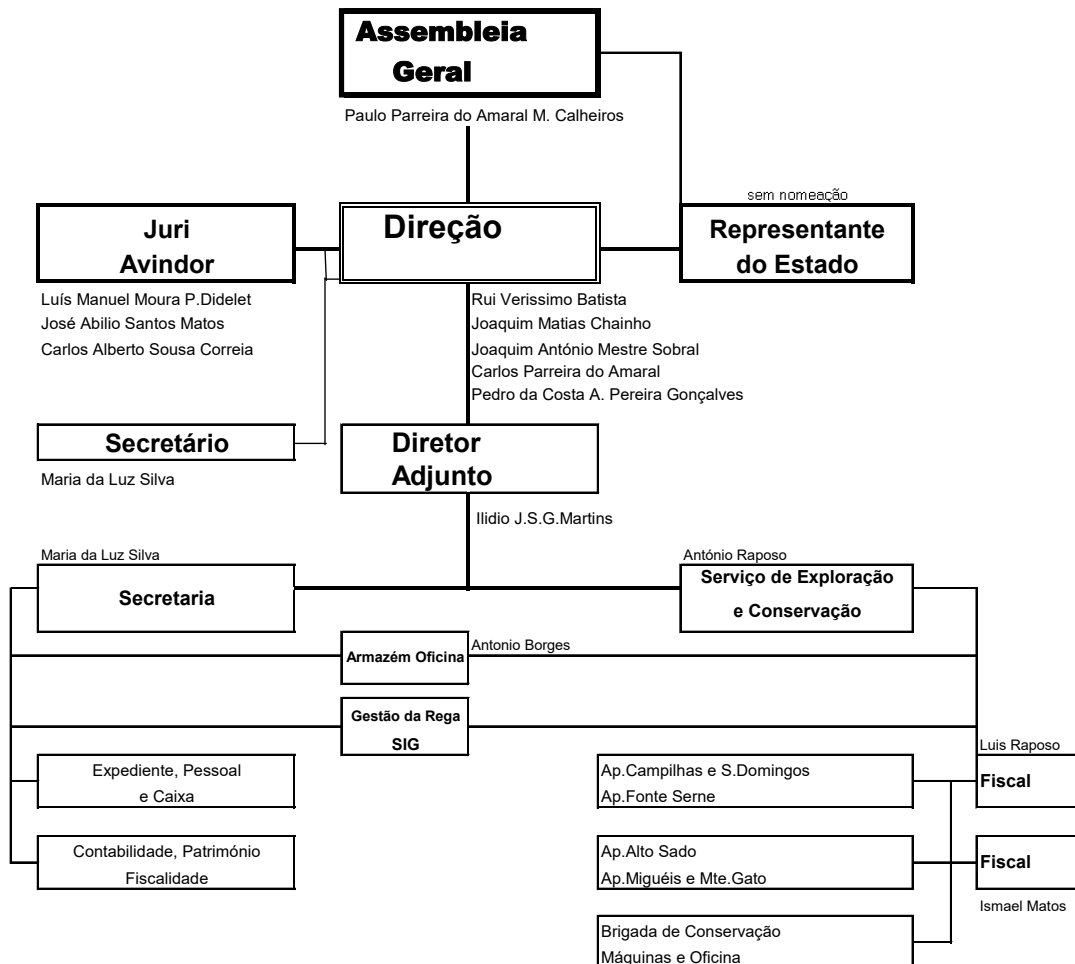 Assembleia
Geral
Paulo Parreira do Amaral M. Calheiros
sem nomeação
Juri
Avindor
Direção
Representante
do Estado
Luís Manuel Moura P.Didelet
José Abilio Santos Matos
Carlos Alberto Sousa Correia
Rui Verissimo Batista
Joaquim Matias Chainho
Joaquim António Mestre Sobral
Carlos Parreira do Amaral
Pedro da Costa A. Pereira Gonçalves
Secretário
Maria da Luz Silva
Diretor
Adjunto
Ilidio J.S.G.Martins
Maria da Luz Silva
Secretaria
António Raposo
Serviço de Exploração
e Conservação
Armazém Oficina
Antonio Borges
Gestão da Rega
SIG
Expediente, Pessoal
e Caixa
Ap.Campilhas e S.Domingos
Ap.Fonte Serne
Luis Raposo
Fiscal
Contabilidade, Património
Fiscalidade
Ap.Alto Sado
Ap.Miguéis e Mte.Gato
Fiscal
Ismael Matos
Brigada de Conservação
Máquinas e Oficina